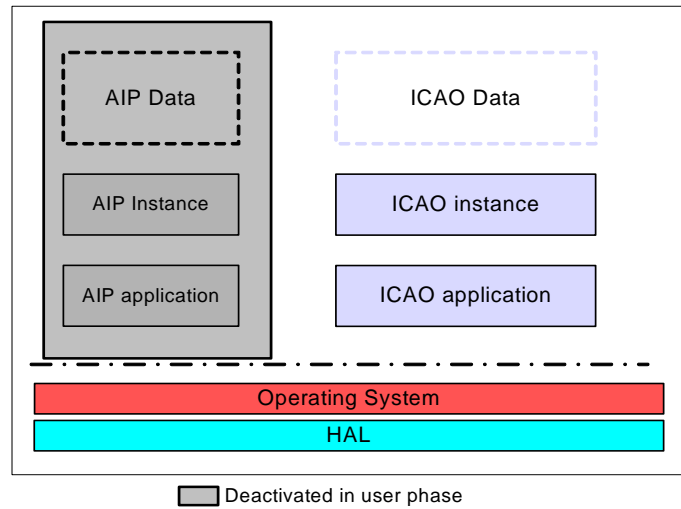 AIP Data
ICAO Data
AIP Instance
ICAO instance
AIP application
ICAO application
Operating System
HAL
Deactivated in user phase